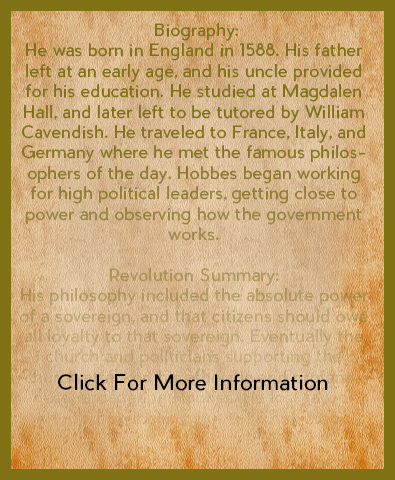 Biography:
He was born in England in 1588. His father
left at an early age, and his uncle provided
for his education. He studied at Magdalen
Hall, and later left to be tutored by William
Cavendish. He traveled to France, Italy, and
Germany where he met the famous philos-
ophers of the day. Hobbes began working
for high political leaders, getting close to
power and observing how the government
works.
Revolution Summary:
His philosophy included the absolute power
of a sovereign, and that citizens should owe
all loyalty to that sovereign. Eventually the
church and politicians supporting the
Click For More Information